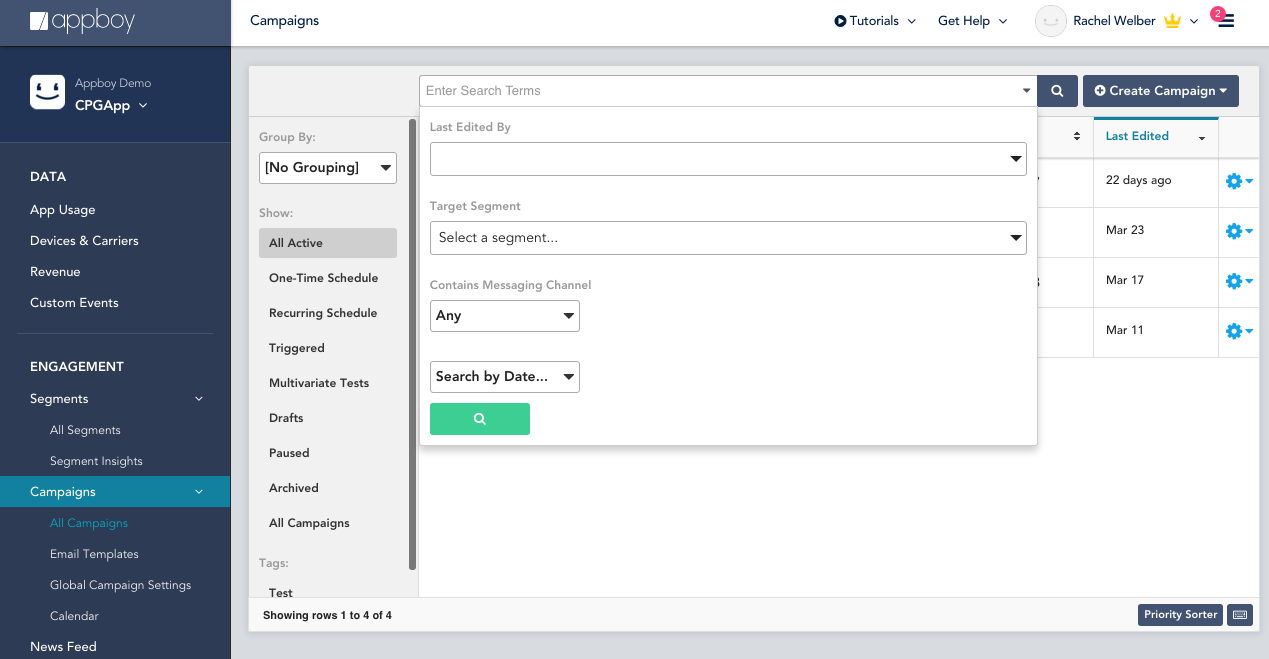 appboy
Campaigns
Tutorials
Get Help
Rachel Welber
2
Appboy Demo
CPGApp
DATA
App Usage
Devices & Carriers
Revenue
Custom Events
ENGAGEMENT
Segments
All Segments
Segment Insights
Campaigns
All Campaigns
Email Templates
Global Campaign Settings
Calendar
News Feed
Enter Search Terms
Create Campaign
Group By:
[No Grouping]
Show:
All Active
One-Time Schedule
Recurring Schedule
Triggered
Multivariate Tests
Drafts
Paused
Archived
All Campaigns
Tags:
Test
Last Edited By
Target Segment
Select a segment...
Contains Messaging Channel
Any
Search by Date...
Last Edited
22 days ago
Mar 23
Mar 17
Mar 11
Showing rows 1 to 4 of 4
Priority Sorter